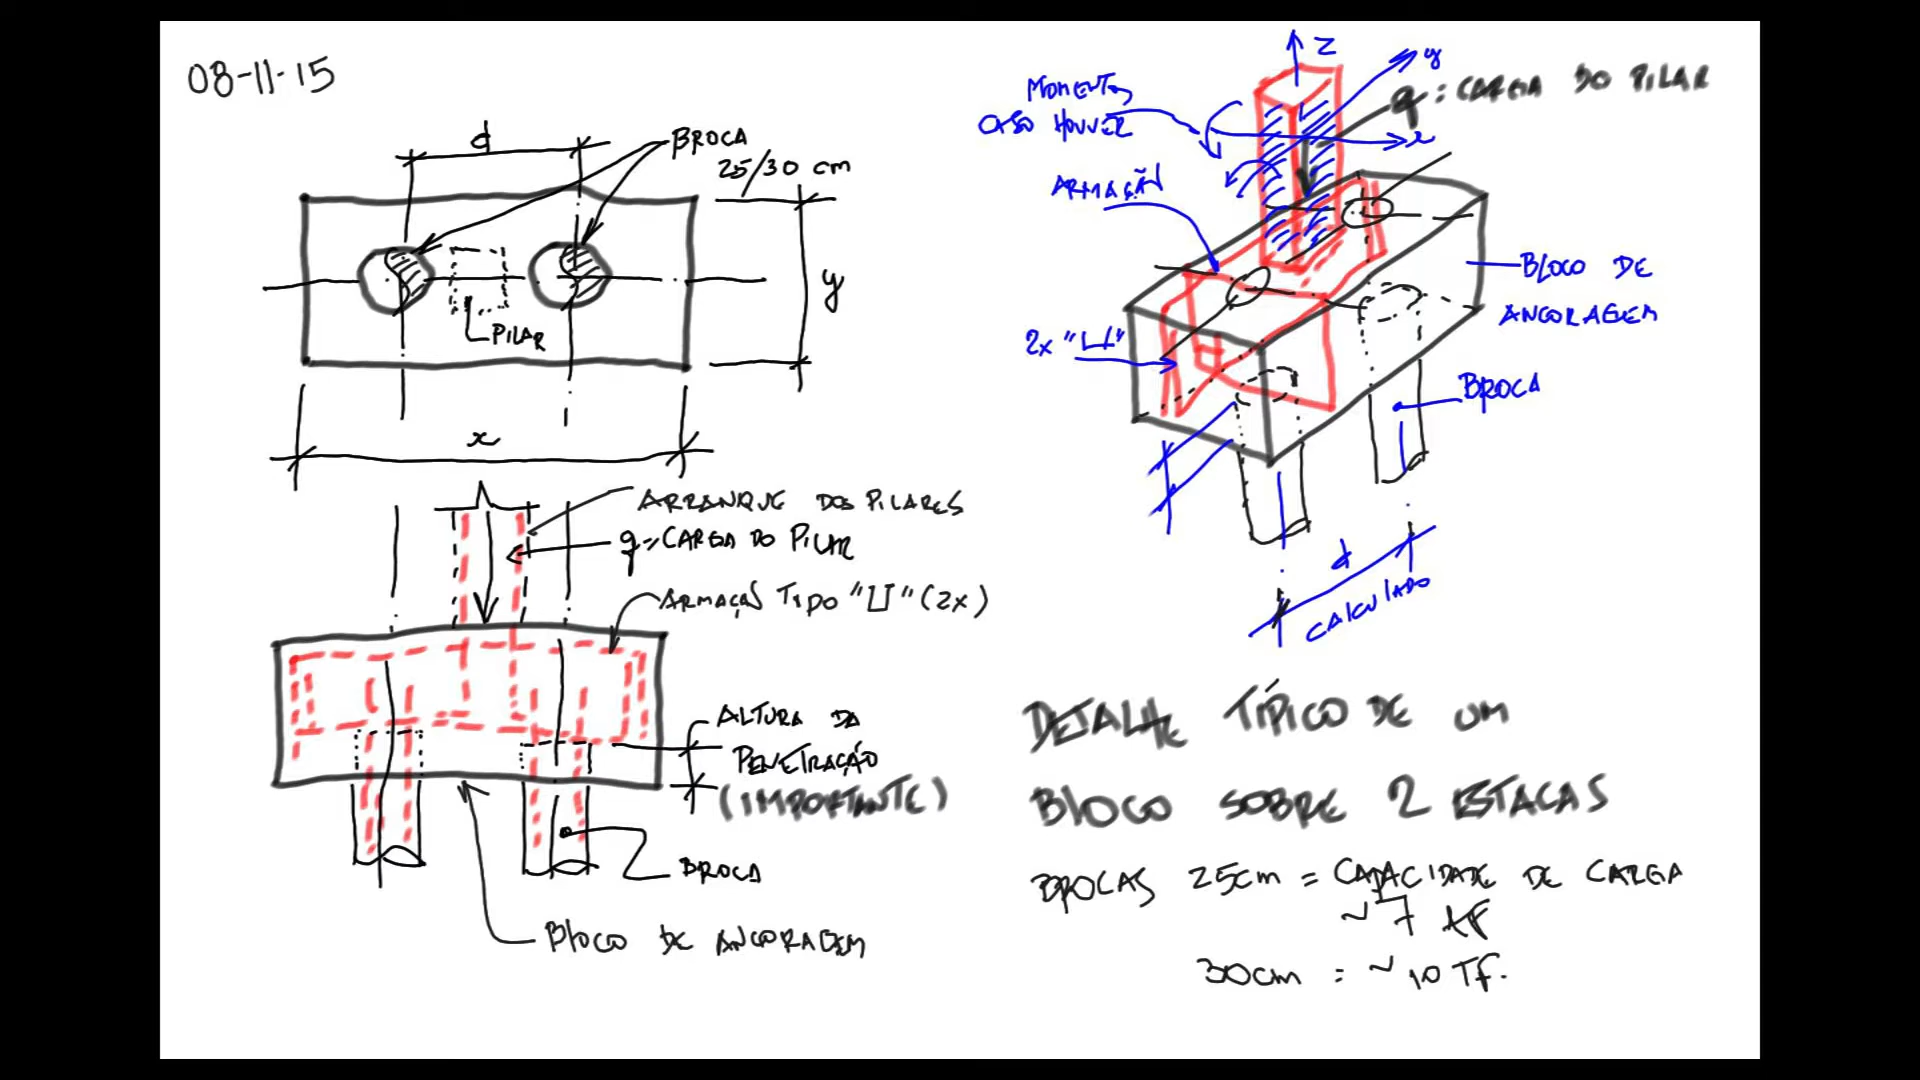 08-11-15
d
BROCA
25/30 cm
y
PILAR
x
ARRANQUE DOS PILARES
q = CARGA DO PILAR
ARMAÇÃO TIPO "U" (2x)
ALTURA DA
PENETRAÇÃO
(IMPORTANTE)
BROCA
BLOCO DE ANCORAGEM
z
y
x
MOMENTOS
CASO HOUVER
q : CARGA DO PILAR
ARMAÇÃO
2x "U"
BLOCO DE
ANCORAGEM
BROCA
d
CALCULADO
DETALHE TÍPICO DE UM
BLOCO SOBRE 2 ESTACAS
BROCAS 25cm = CAPACIDADE DE CARGA
~ 7 tf
30cm = ~ 10 Tf.